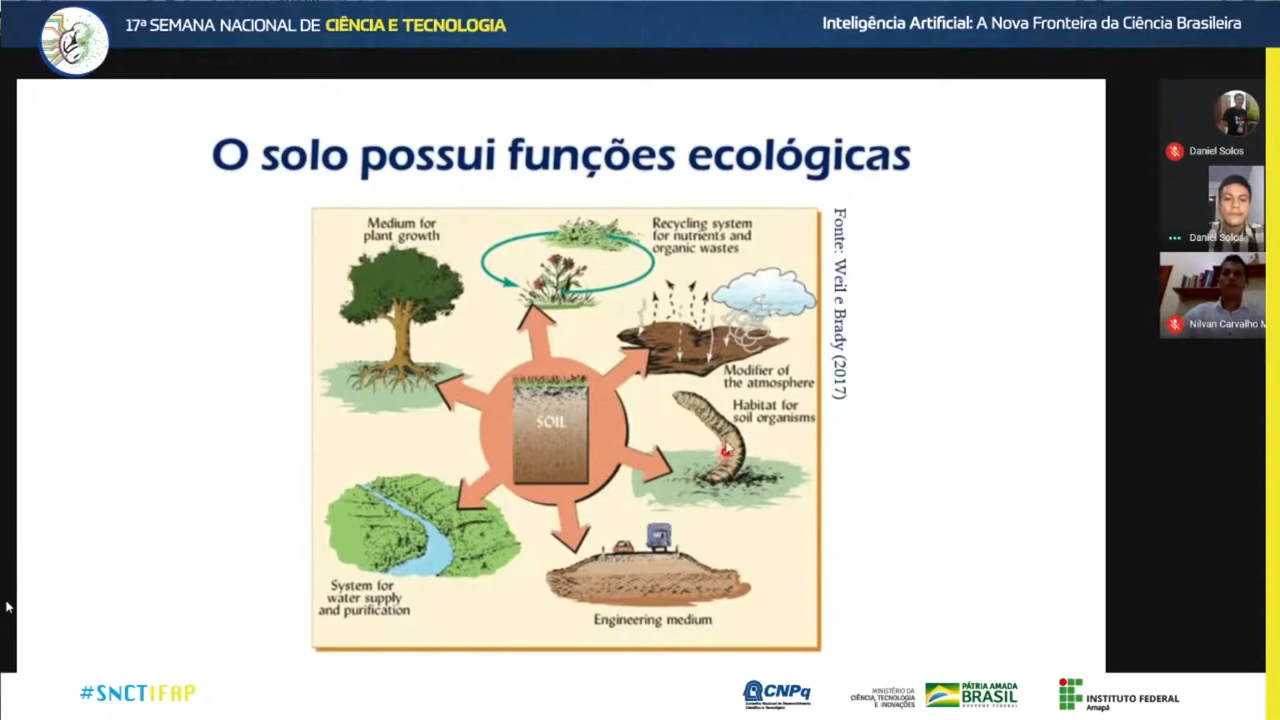 17ª SEMANA NACIONAL DE CIÊNCIA E TECNOLOGIA
Inteligência Artificial: A Nova Fronteira da Ciência Brasileira
O solo possui funções ecológicas
Medium for
plant growth
Recycling system
for nutrients and
organic wastes
Modifier of
the atmosphere
Habitat for
soil organisms
SOIL
System for
water supply
and purification
Engineering medium
Fonte: Weil e Brady (2017)
Daniel Solos
Daniel Solos
Nilvan Carvalho M
#SNCTIFAP
CNPq
Conselho Nacional de Desenvolvimento
Científico e Tecnológico
MINISTÉRIO DA
CIÊNCIA, TECNOLOGIA
E INOVAÇÕES
PÁTRIA AMADA
BRASIL
GOVERNO FEDERAL
INSTITUTO FEDERAL
Amapá